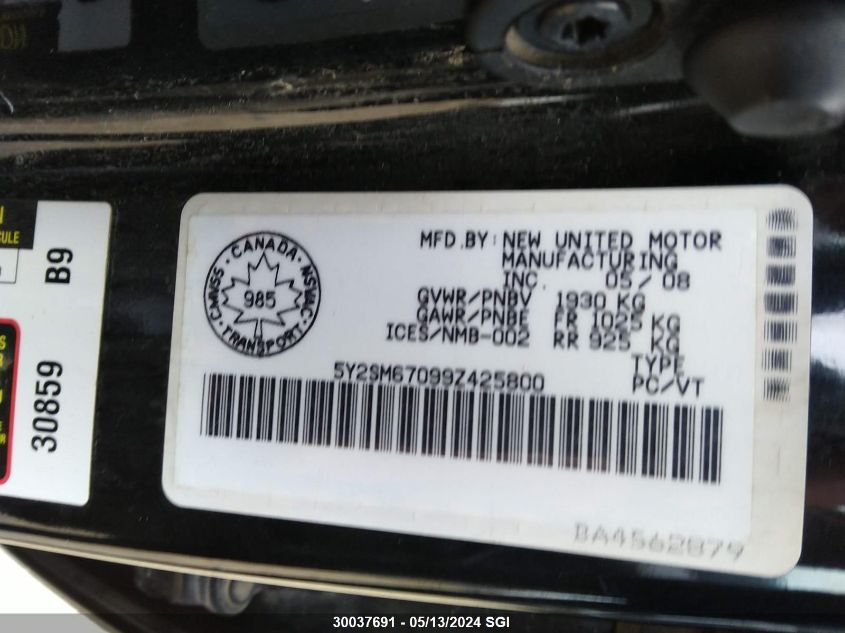 MFD.BY: NEW UNITED MOTOR
MANUFACTURING
INC. 05/08
GVWR/PNBV 1930 KG
GAWR/PNBE FR 1025 KG
ICES/NMB-002 RR 925 KG
TYPE
5Y2SM67099Z425800 PC/VT
CMVSS · CANADA · NSVAC · TRANSPORT
985
BA4562879
CULE
B9
30859
30037691 - 05/13/2024 SGI